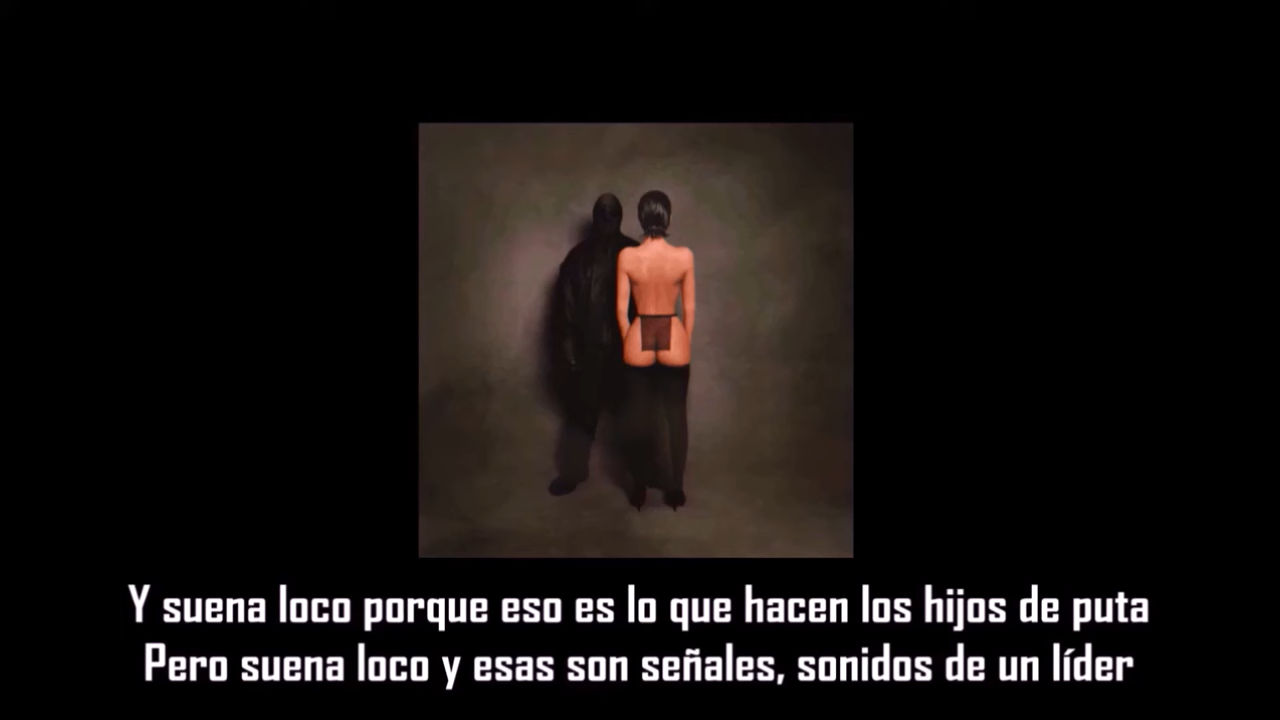 Y suena loco porque eso es lo que hacen los hijos de puta
Pero suena loco y esas son señales, sonidos de un líder